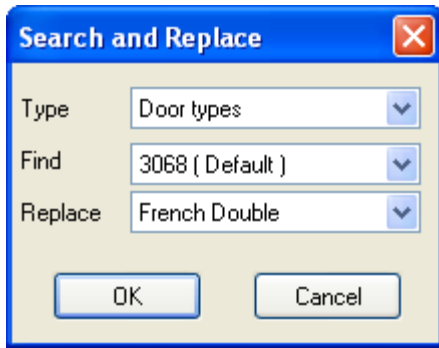 Search and Replace
Type Door types
Find 3068 ( Default )
Replace French Double
OK Cancel